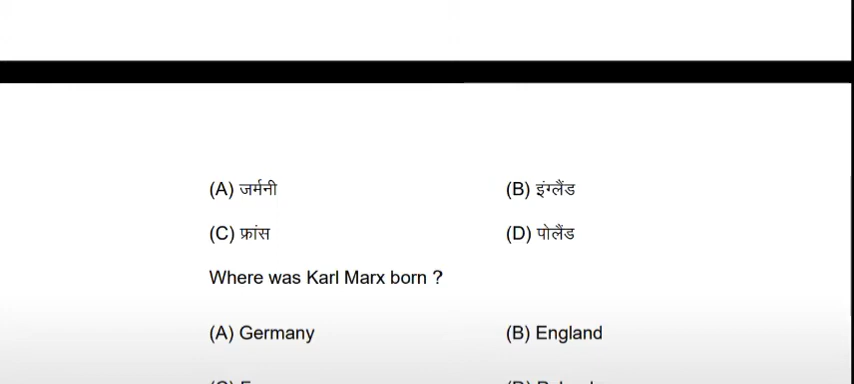 (A) जर्मनी (B) इंग्लैंड
(C) फ्रांस (D) पोलैंड
Where was Karl Marx born ?
(A) Germany (B) England